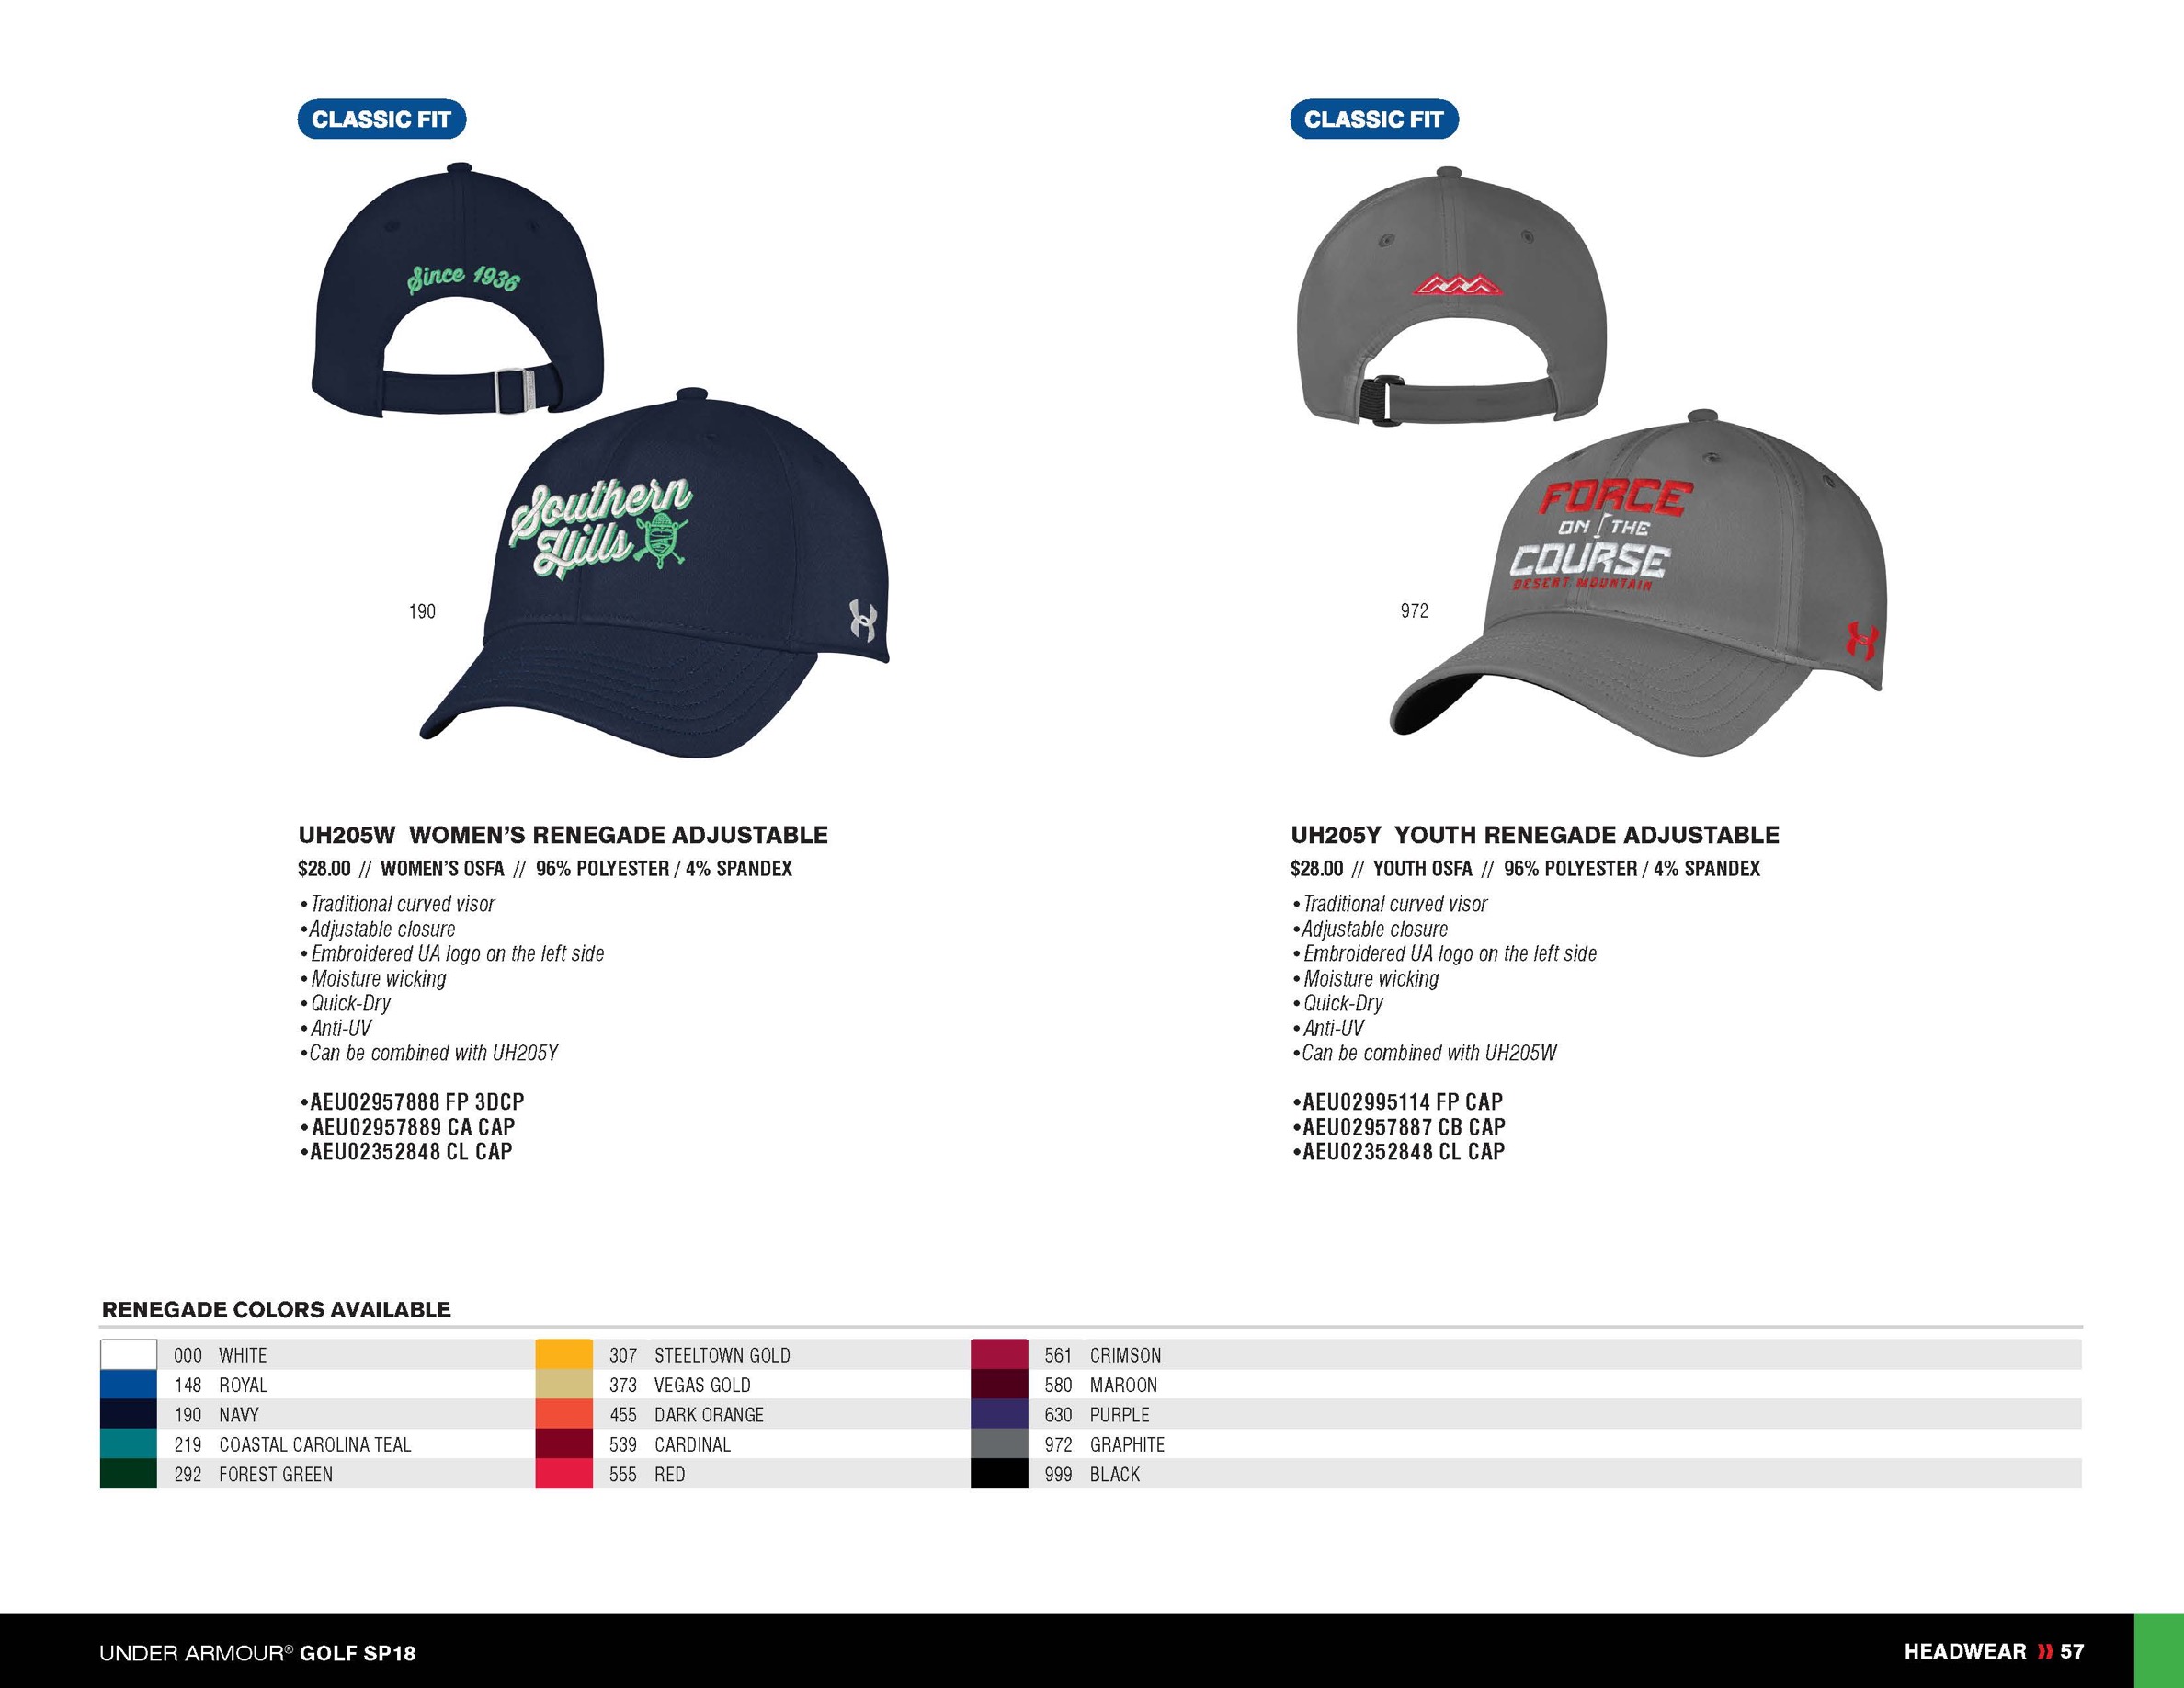 CLASSIC FIT
Since 1936
Southern
Hills
190
UH205W WOMEN'S RENEGADE ADJUSTABLE
$28.00 // WOMEN'S OSFA // 96% POLYESTER / 4% SPANDEX
• Traditional curved visor
•Adjustable closure
• Embroidered UA logo on the left side
• Moisture wicking
• Quick-Dry
• Anti-UV
•Can be combined with UH205Y
•AEU02957888 FP 3DCP
• AEU02957889 CA CAP
•AEU02352848 CL CAP
CLASSIC FIT
FORCE
ON THE
COURSE
DESERT MOUNTAIN
972
UH205Y YOUTH RENEGADE ADJUSTABLE
$28.00 // YOUTH OSFA // 96% POLYESTER / 4% SPANDEX
• Traditional curved visor
•Adjustable closure
• Embroidered UA logo on the left side
• Moisture wicking
• Quick-Dry
• Anti-UV
•Can be combined with UH205W
•AEU02995114 FP CAP
•AEU02957887 CB CAP
•AEU02352848 CL CAP
RENEGADE COLORS AVAILABLE
000 WHITE
148 ROYAL
190 NAVY
219 COASTAL CAROLINA TEAL
292 FOREST GREEN
307 STEELTOWN GOLD
373 VEGAS GOLD
455 DARK ORANGE
539 CARDINAL
555 RED
561 CRIMSON
580 MAROON
630 PURPLE
972 GRAPHITE
999 BLACK
UNDER ARMOUR® GOLF SP18
HEADWEAR 57